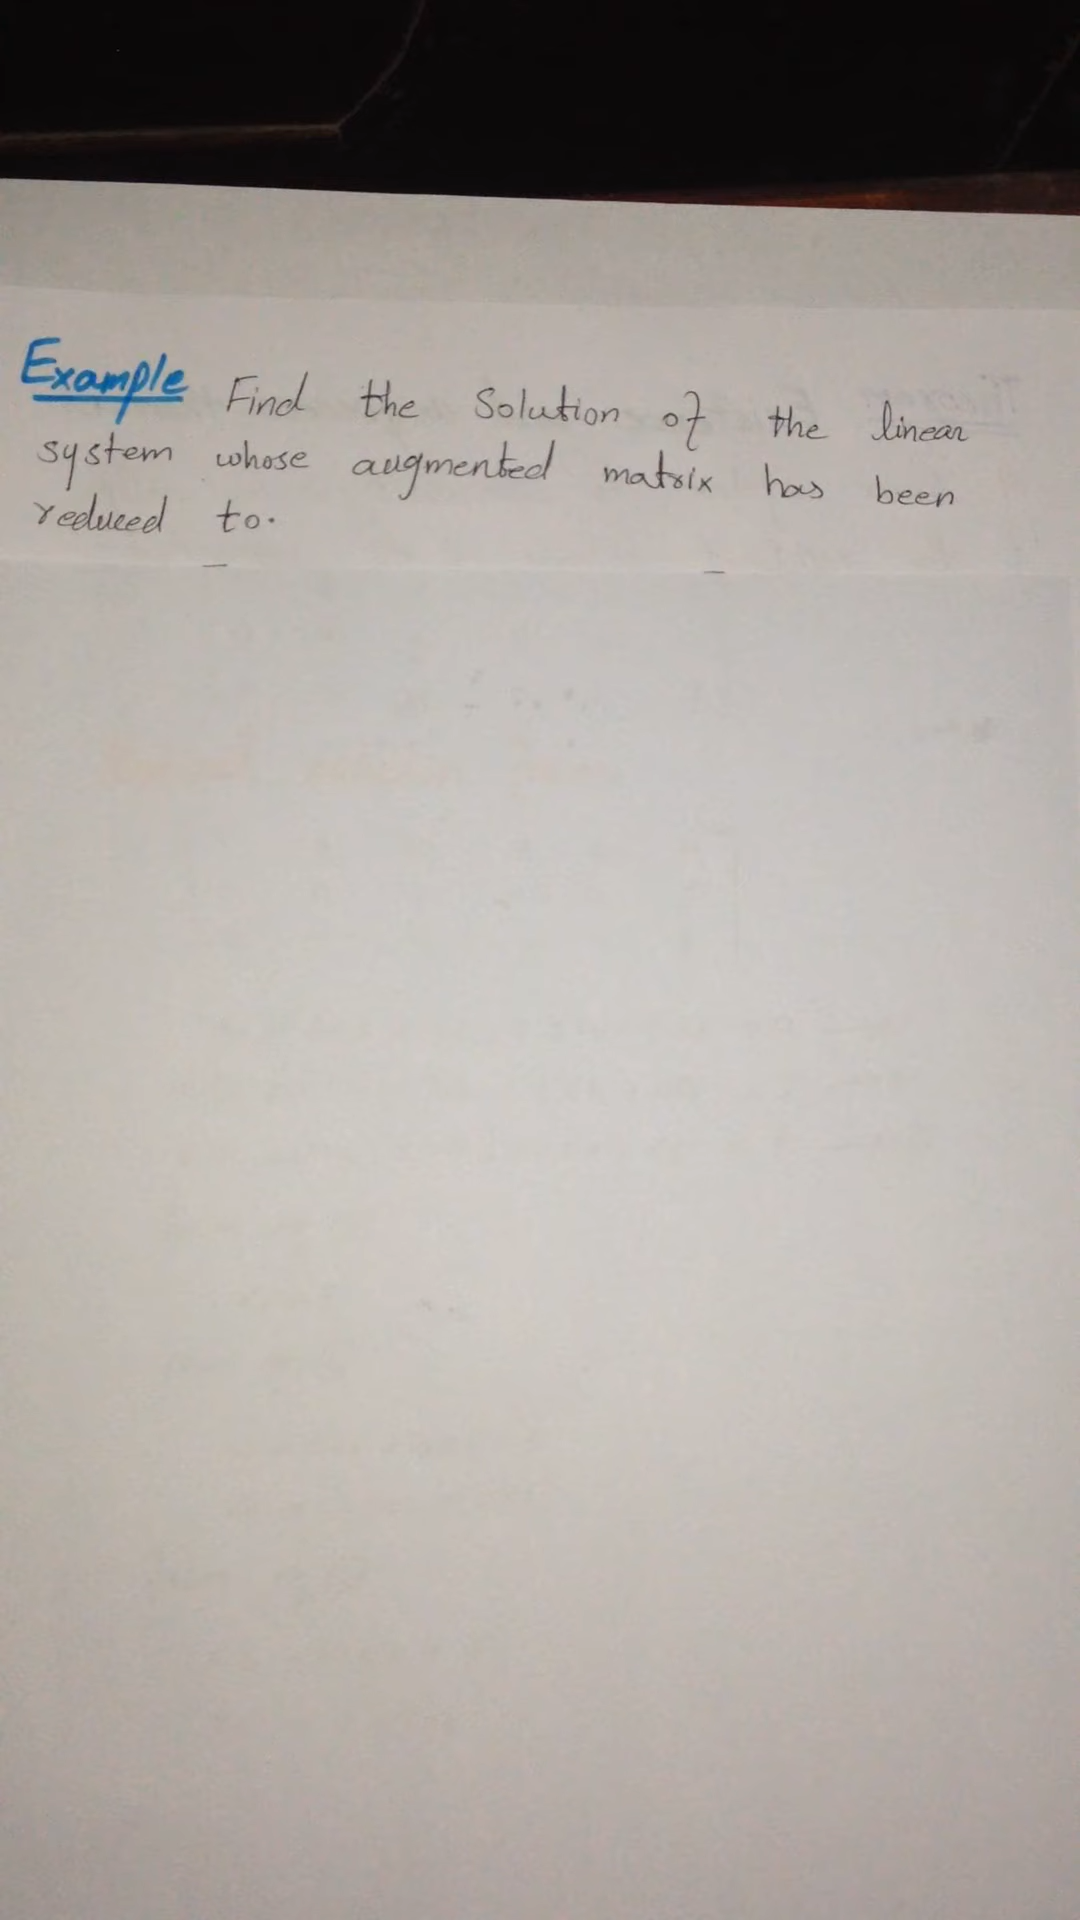 Example Find the Solution of the linear
system whose augmented matrix has been
reduced to.